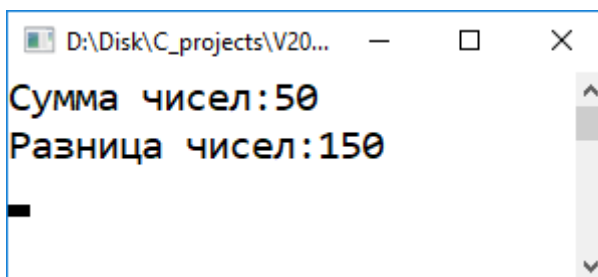 D:\Disk\C_projects\V20...
Сумма чисел:50
Разница чисел:150